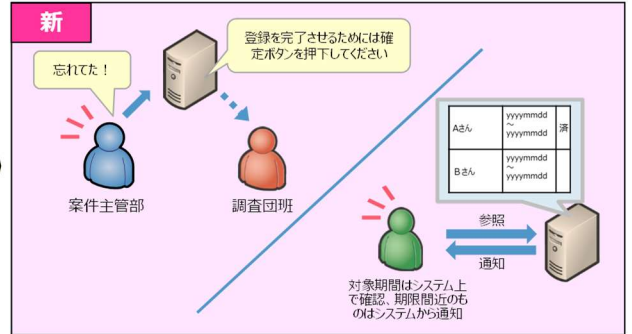 新
登録を完了させるためには確
定ボタンを押下してください
忘れてた！
案件主管部
調査団班
Aさん
yyyymmdd
～
yyyymmdd
済
Bさん
yyyymmdd
～
yyyymmdd
参照
通知
対象期間はシステム上
で確認、期限間近のも
のはシステムから通知